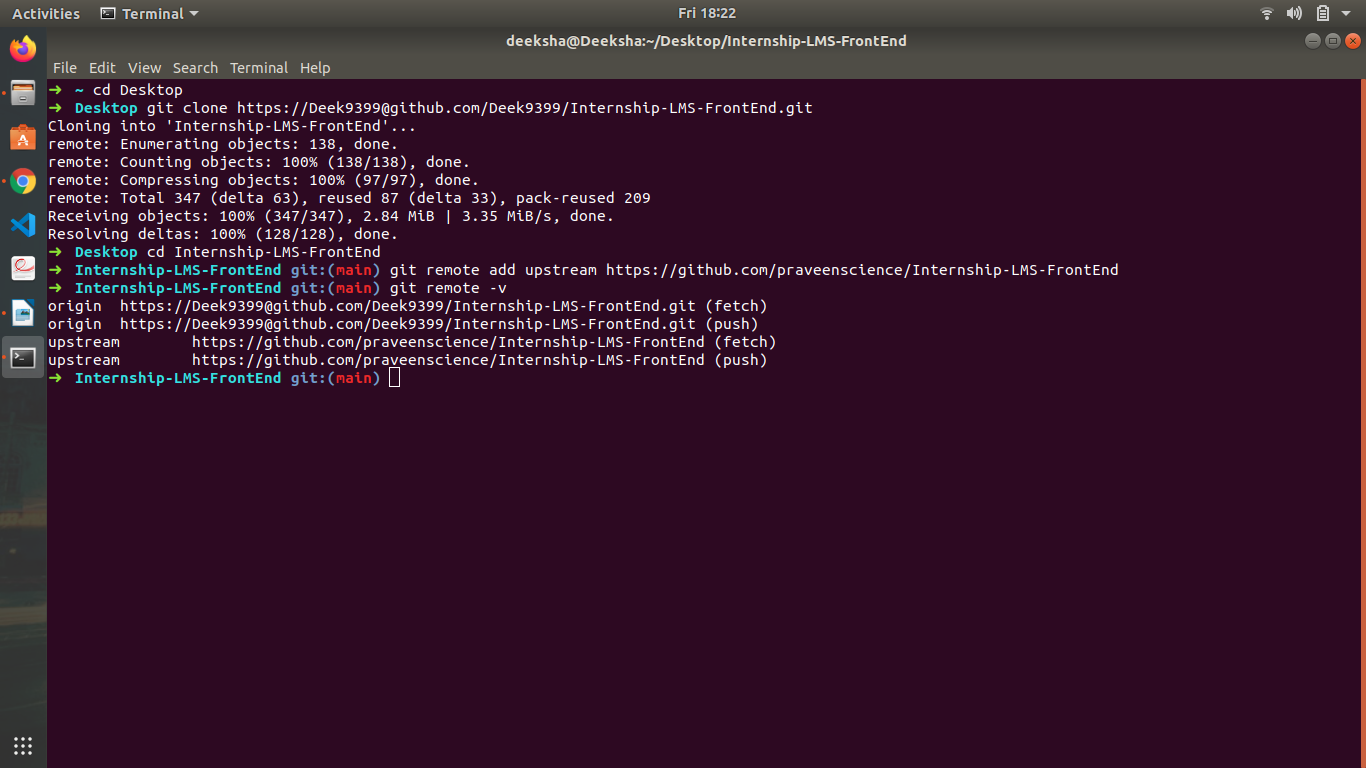 Activities Terminal Fri 18:22
deeksha@Deeksha:~/Desktop/Internship-LMS-FrontEnd
File Edit View Search Terminal Help
➜ ~ cd Desktop
➜ Desktop git clone https://Deek9399@github.com/Deek9399/Internship-LMS-FrontEnd.git
Cloning into 'Internship-LMS-FrontEnd'...
remote: Enumerating objects: 138, done.
remote: Counting objects: 100% (138/138), done.
remote: Compressing objects: 100% (97/97), done.
remote: Total 347 (delta 63), reused 87 (delta 33), pack-reused 209
Receiving objects: 100% (347/347), 2.84 MiB | 3.35 MiB/s, done.
Resolving deltas: 100% (128/128), done.
➜ Desktop cd Internship-LMS-FrontEnd
➜ Internship-LMS-FrontEnd git:(main) git remote add upstream https://github.com/praveenscience/Internship-LMS-FrontEnd
➜ Internship-LMS-FrontEnd git:(main) git remote -v
origin https://Deek9399@github.com/Deek9399/Internship-LMS-FrontEnd.git (fetch)
origin https://Deek9399@github.com/Deek9399/Internship-LMS-FrontEnd.git (push)
upstream https://github.com/praveenscience/Internship-LMS-FrontEnd (fetch)
upstream https://github.com/praveenscience/Internship-LMS-FrontEnd (push)
➜ Internship-LMS-FrontEnd git:(main)